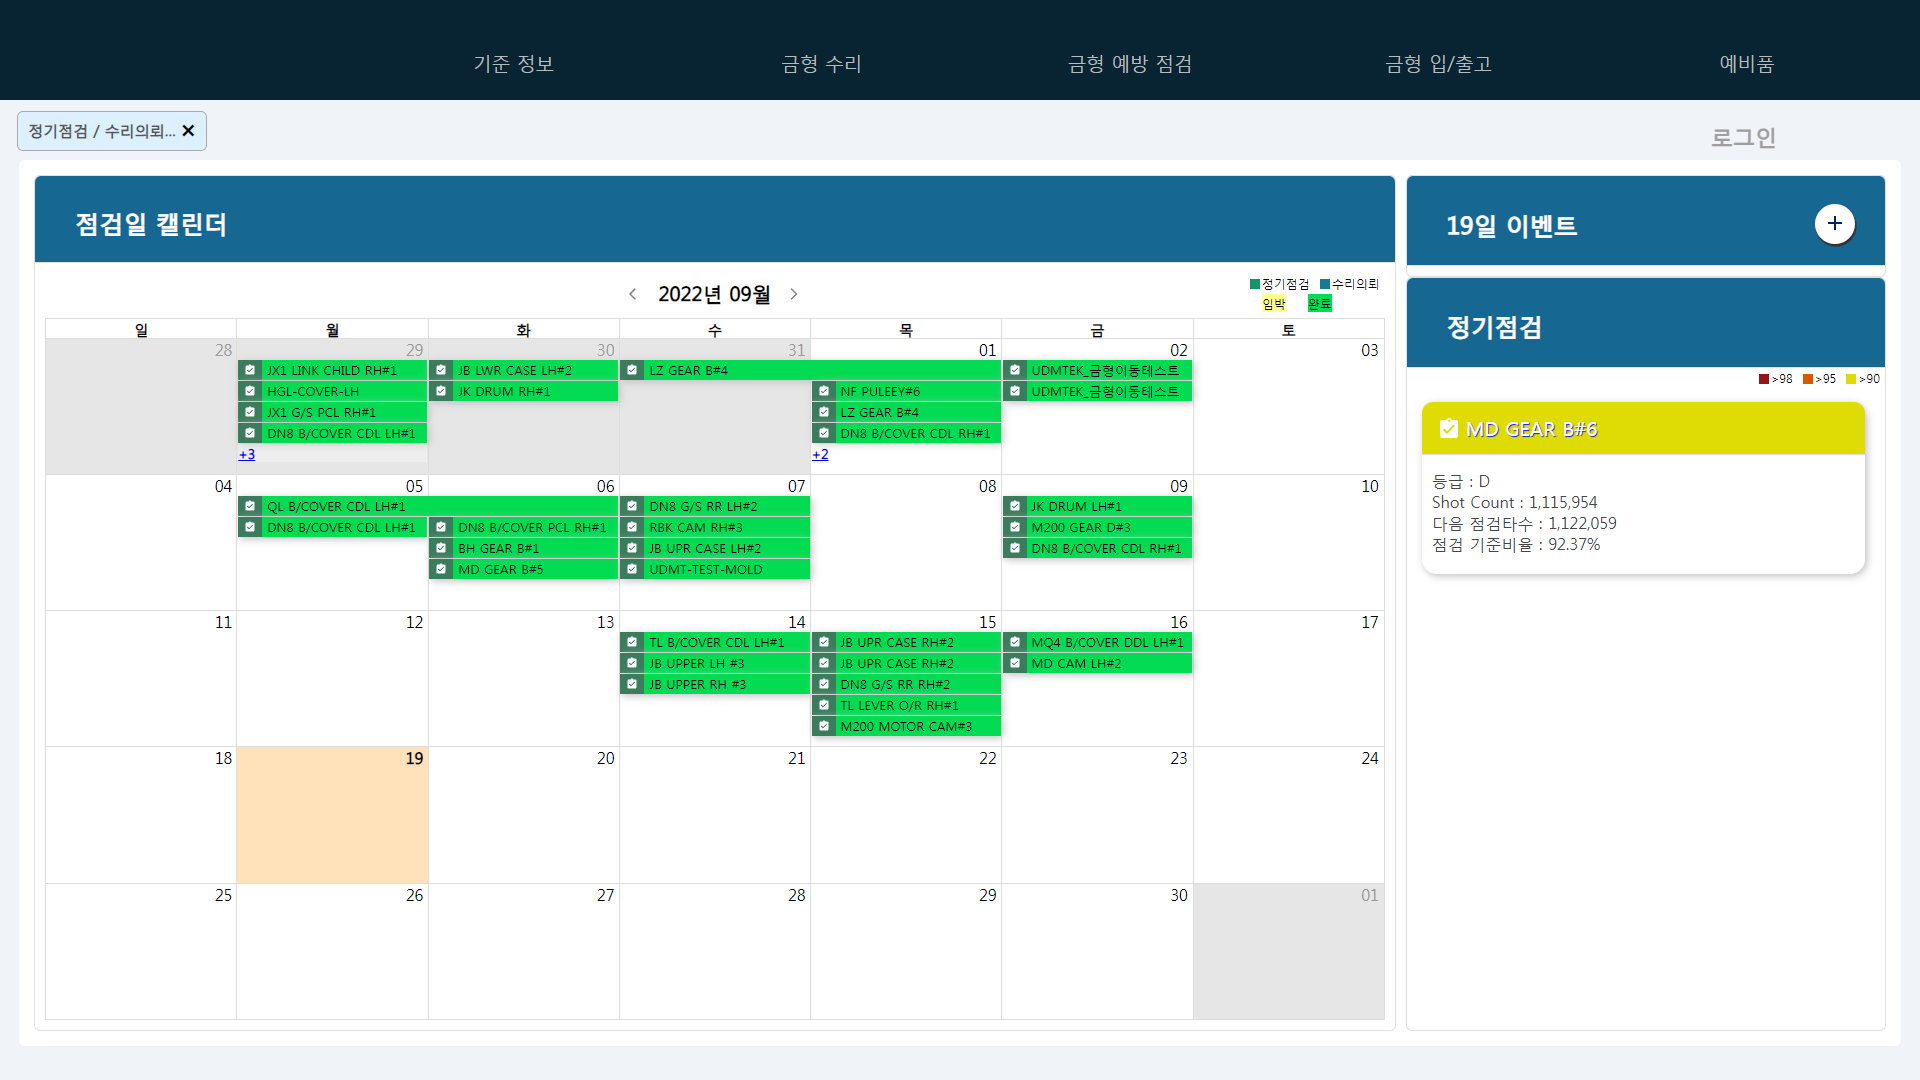 기준 정보 금형 수리 금형 예방 점검 금형 입/출고 예비품
정기점검 / 수리의뢰... ✕
로그인
점검일 캘린더
2022년 09월
정기점검 수리의뢰
임박 완료
일 월 화 수 목 금 토
28 29 30 31 01 02 03
JX1 LINK CHILD RH#1 JB LWR CASE LH#2 LZ GEAR B#4 UDMTEK_금형이동테스트
HGL-COVER-LH JK DRUM RH#1 NF PULEEY#6 UDMTEK_금형이동테스트
JX1 G/S PCL RH#1 LZ GEAR B#4
DN8 B/COVER CDL LH#1 DN8 B/COVER CDL RH#1
+3 +2
04 05 06 07 08 09 10
QL B/COVER CDL LH#1 DN8 G/S RR LH#2 JK DRUM LH#1
DN8 B/COVER CDL LH#1 DN8 B/COVER PCL RH#1 RBK CAM RH#3 M200 GEAR D#3
BH GEAR B#1 JB UPR CASE LH#2 DN8 B/COVER CDL RH#1
MD GEAR B#5 UDMT-TEST-MOLD
11 12 13 14 15 16 17
TL B/COVER CDL LH#1 JB UPR CASE RH#2 MQ4 B/COVER DDL LH#1
JB UPPER LH #3 JB UPR CASE RH#2 MD CAM LH#2
JB UPPER RH #3 DN8 G/S RR RH#2
TL LEVER O/R RH#1
M200 MOTOR CAM#3
18 19 20 21 22 23 24
25 26 27 28 29 30 01
19일 이벤트
+
정기점검
>98 >95 >90
MD GEAR B#6
등급 : D
Shot Count : 1,115,954
다음 점검타수 : 1,122,059
점검 기준비율 : 92.37%